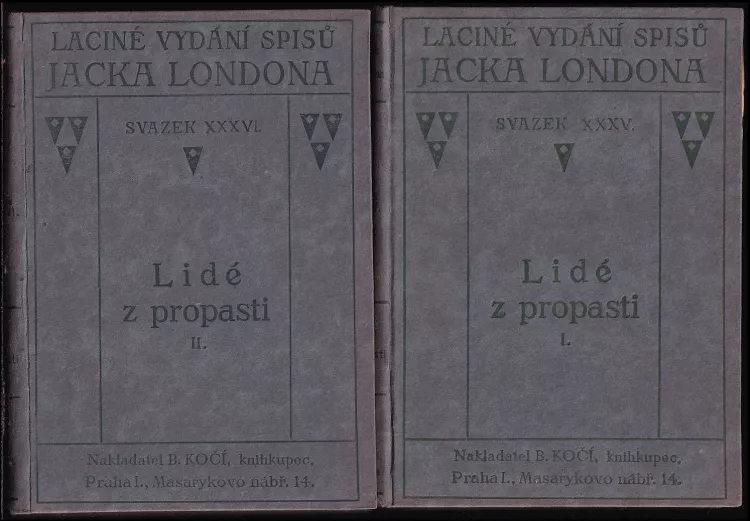 LACINÉ VYDÁNÍ SPISŮ
JACKA LONDONA
SVAZEK XXXVI.
Lidé
z propasti
II.
Nakladatel B. KOČÍ, knihkupec,
Praha I., Masarykovo nábř. 14.
LACINÉ VYDÁNÍ SPISŮ
JACKA LONDONA
SVAZEK XXXV.
Lidé
z propasti
I.
Nakladatel B. KOČÍ, knihkupec,
Praha I., Masarykovo nábř. 14.